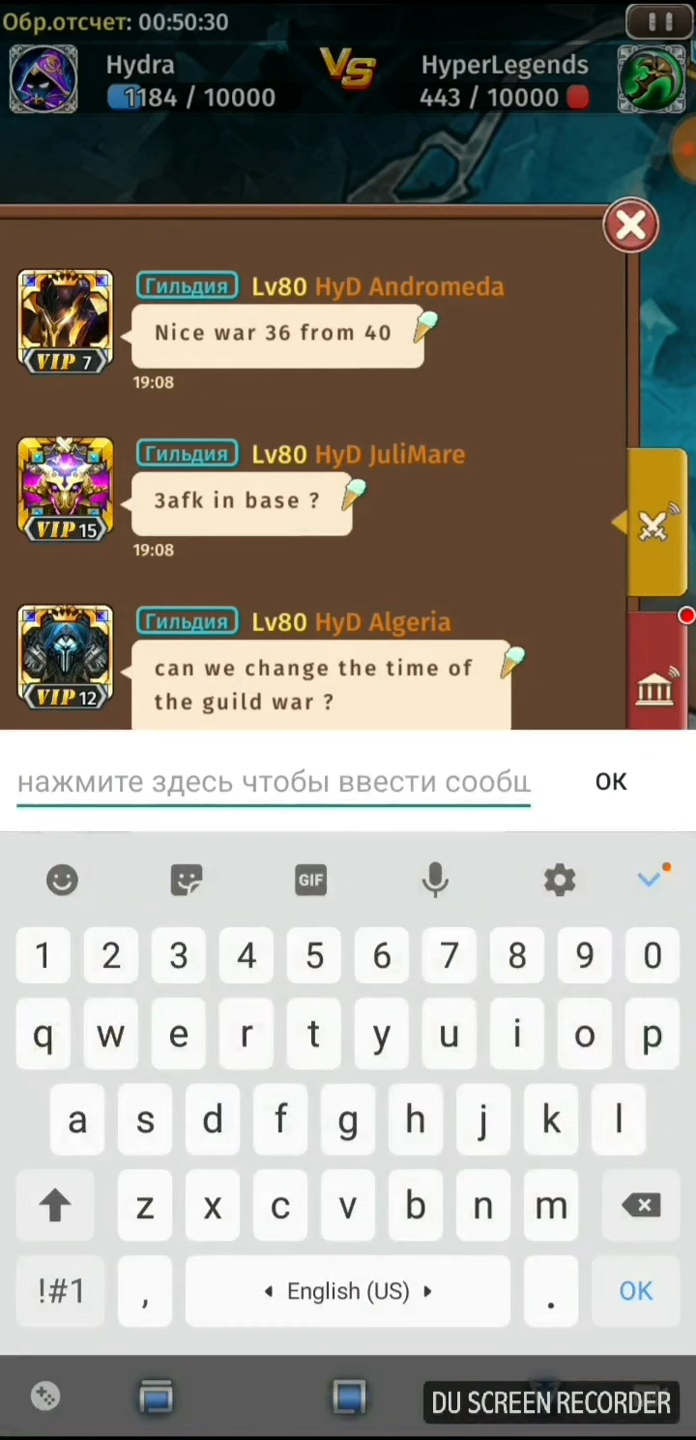 Обр.отсчет: 00:50:30
Hydra
VS
HyperLegends
1184 / 10000
443 / 10000
Гильдия Lv80 HyD Andromeda
Nice war 36 from 40
VIP 7
19:08
Гильдия Lv80 HyD JuliMare
3afk in base ?
VIP 15
19:08
Гильдия Lv80 HyD Algeria
can we change the time of
the guild war ?
VIP 12
нажмите здесь чтобы ввести сообщ
ОК
GIF
1 2 3 4 5 6 7 8 9 0
q w e r t y u i o p
a s d f g h j k l
z x c v b n m
!#1 , English (US) . OK
DU SCREEN RECORDER